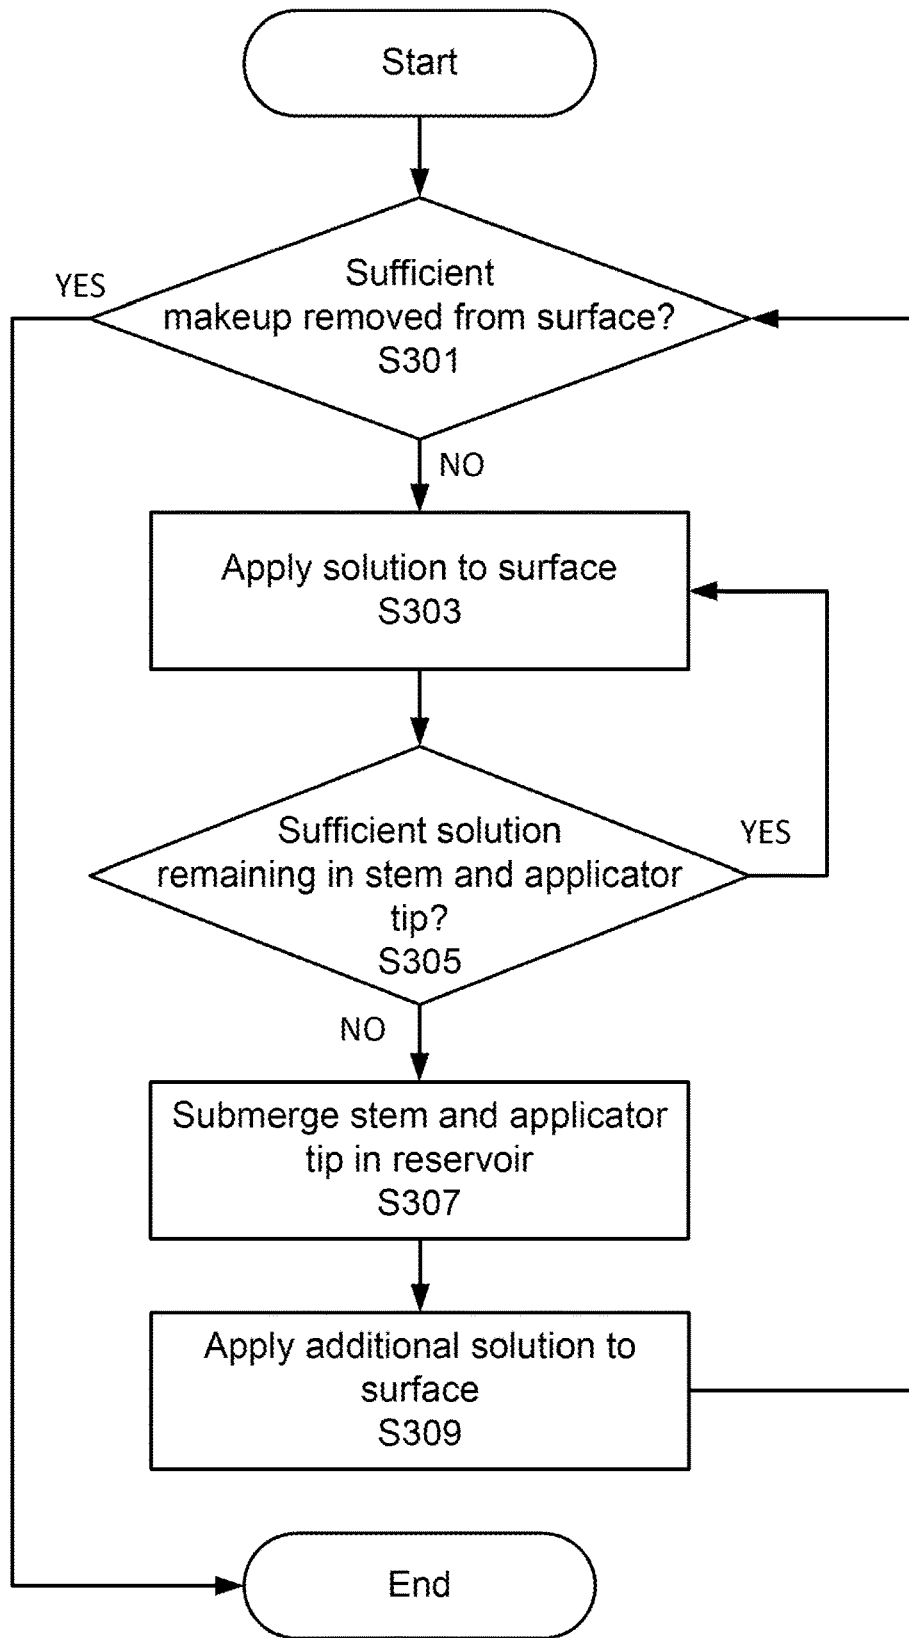 Start
YES
Sufficient
makeup removed from surface?
S301
NO
Apply solution to surface
S303
Sufficient solution
remaining in stem and applicator
tip?
S305
YES
NO
Submerge stem and applicator
tip in reservoir
S307
Apply additional solution to
surface
S309
End